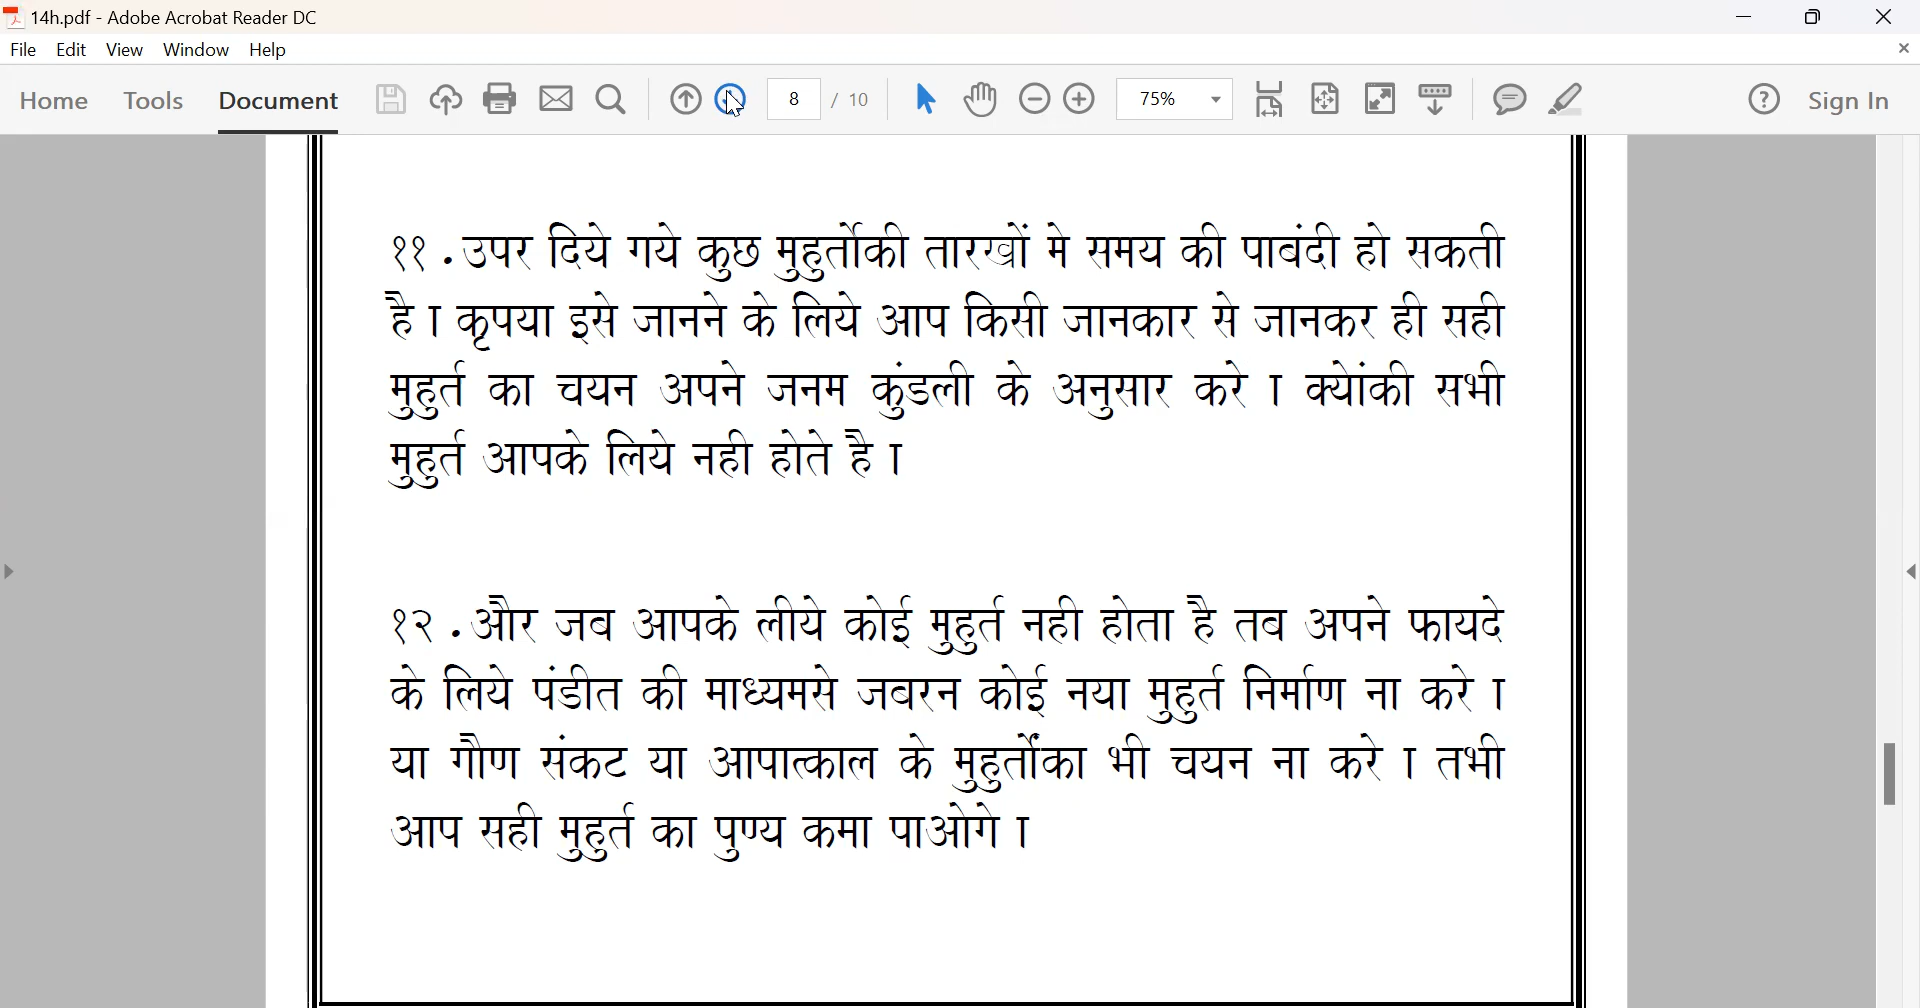 14h.pdf - Adobe Acrobat Reader DC
File Edit View Window Help
Home Tools Document 8 / 10 75% Sign In
११.उपर दिये गये कुछ मुहुर्तोकी तारखों मे समय की पाबंदी हो सकती
है । कृपया इसे जानने के लिये आप किसी जानकार से जानकर ही सही
मुहुर्त का चयन अपने जनम कुंडली के अनुसार करे । क्योंकी सभी
मुहुर्त आपके लिये नही होते है ।
१२.और जब आपके लीये कोई मुहुर्त नही होता है तब अपने फायदे
के लिये पंडीत की माध्यमसे जबरन कोई नया मुहुर्त निर्माण ना करे ।
या गौण संकट या आपात्काल के मुहुर्तोंका भी चयन ना करे । तभी
आप सही मुहुर्त का पुण्य कमा पाओगे ।